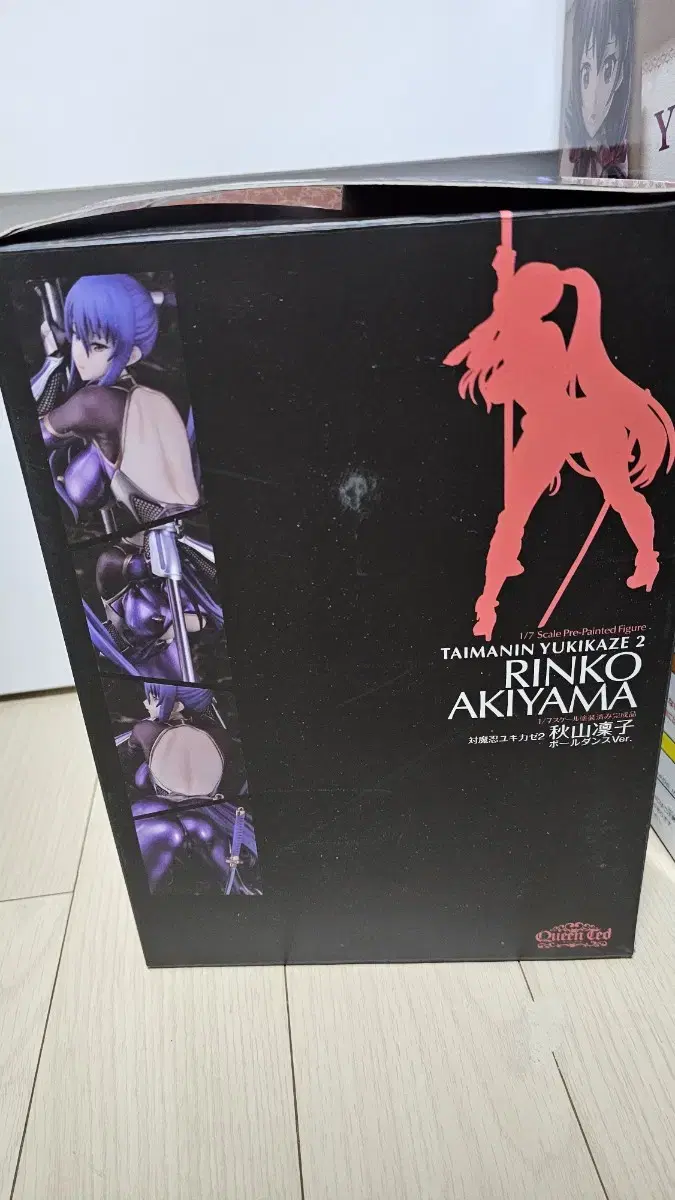 Y
1/7 Scale Pre-Painted Figure
TAIMANIN YUKIKAZE 2
RINKO
AKIYAMA
1/7スケール塗装済み完成品
対魔忍ユキカゼ2 秋山凜子
ポールダンスVer.
Queen Ted